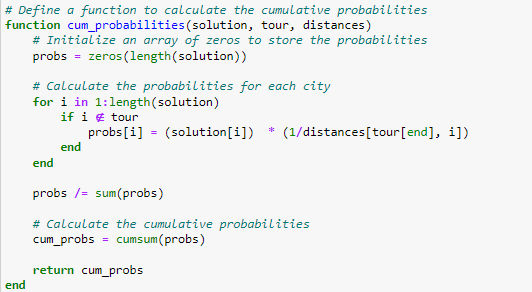 # Define a function to calculate the cumulative probabilities
function cum_probabilities(solution, tour, distances)
    # Initialize an array of zeros to store the probabilities
    probs = zeros(length(solution))
    # Calculate the probabilities for each city
    for i in 1:length(solution)
        if i ∉ tour
            probs[i] = (solution[i])  * (1/distances[tour[end], i])
        end
    end
    probs /= sum(probs)
    # Calculate the cumulative probabilities
    cum_probs = cumsum(probs)
    return cum_probs
end